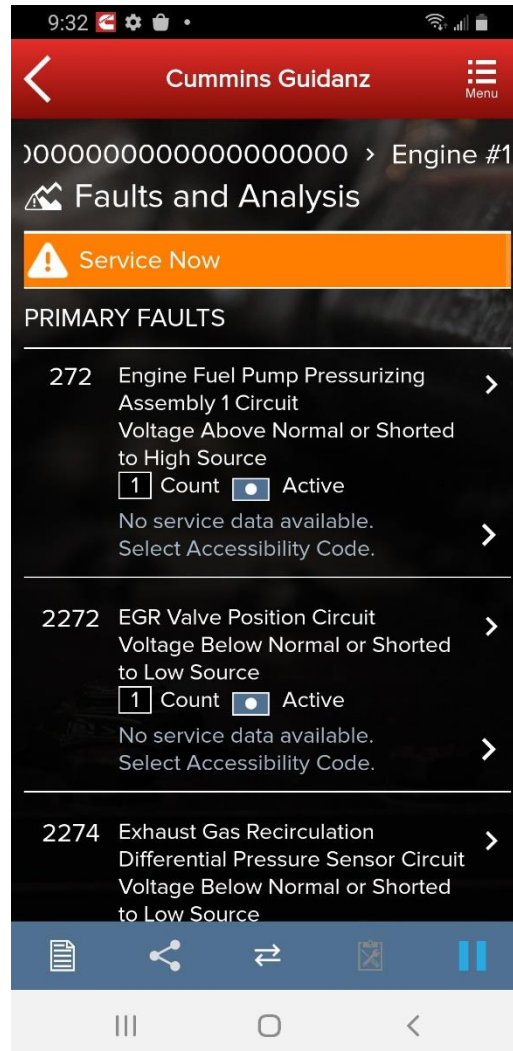 9:32
Cummins Guidanz
Menu
000000000000000000000 > Engine #1
Faults and Analysis
Service Now
PRIMARY FAULTS
272 Engine Fuel Pump Pressurizing
Assembly 1 Circuit
Voltage Above Normal or Shorted
to High Source
1 Count Active
No service data available.
Select Accessibility Code.
2272 EGR Valve Position Circuit
Voltage Below Normal or Shorted
to Low Source
1 Count Active
No service data available.
Select Accessibility Code.
2274 Exhaust Gas Recirculation
Differential Pressure Sensor Circuit
Voltage Below Normal or Shorted
to Low Source